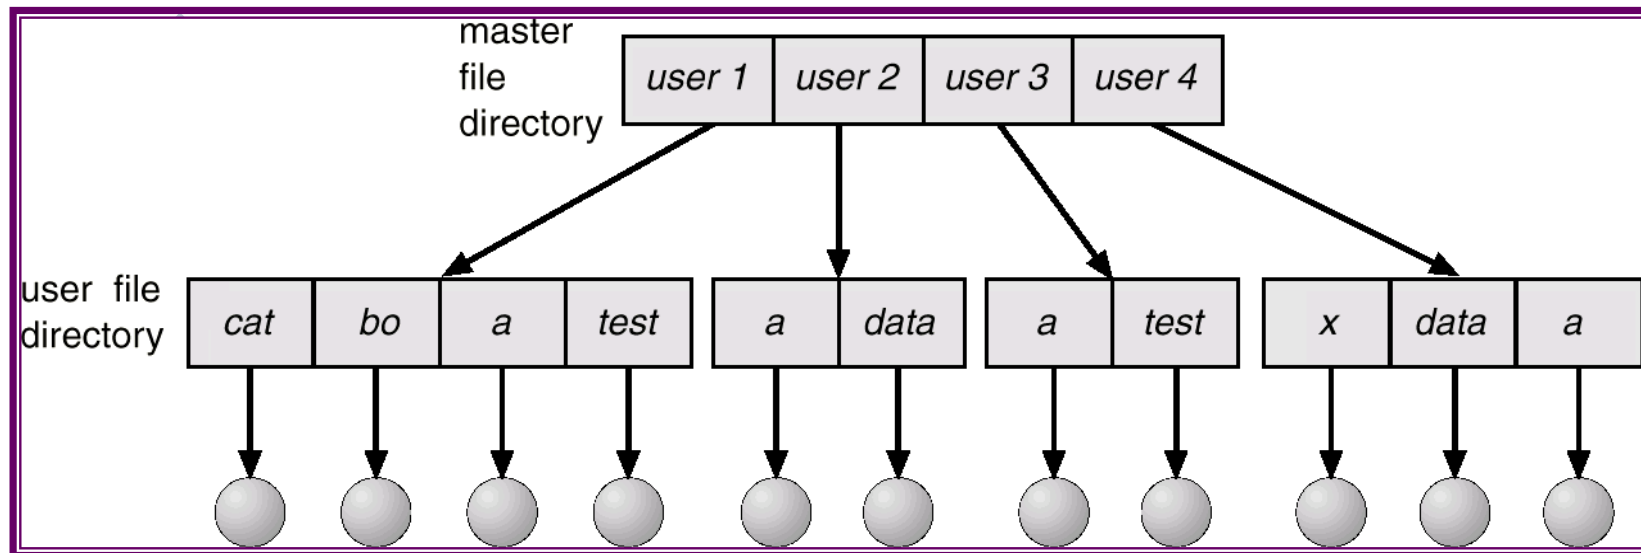 master
file
directory
user 1 user 2 user 3 user 4
user file
directory
cat bo a test a data a test x data a